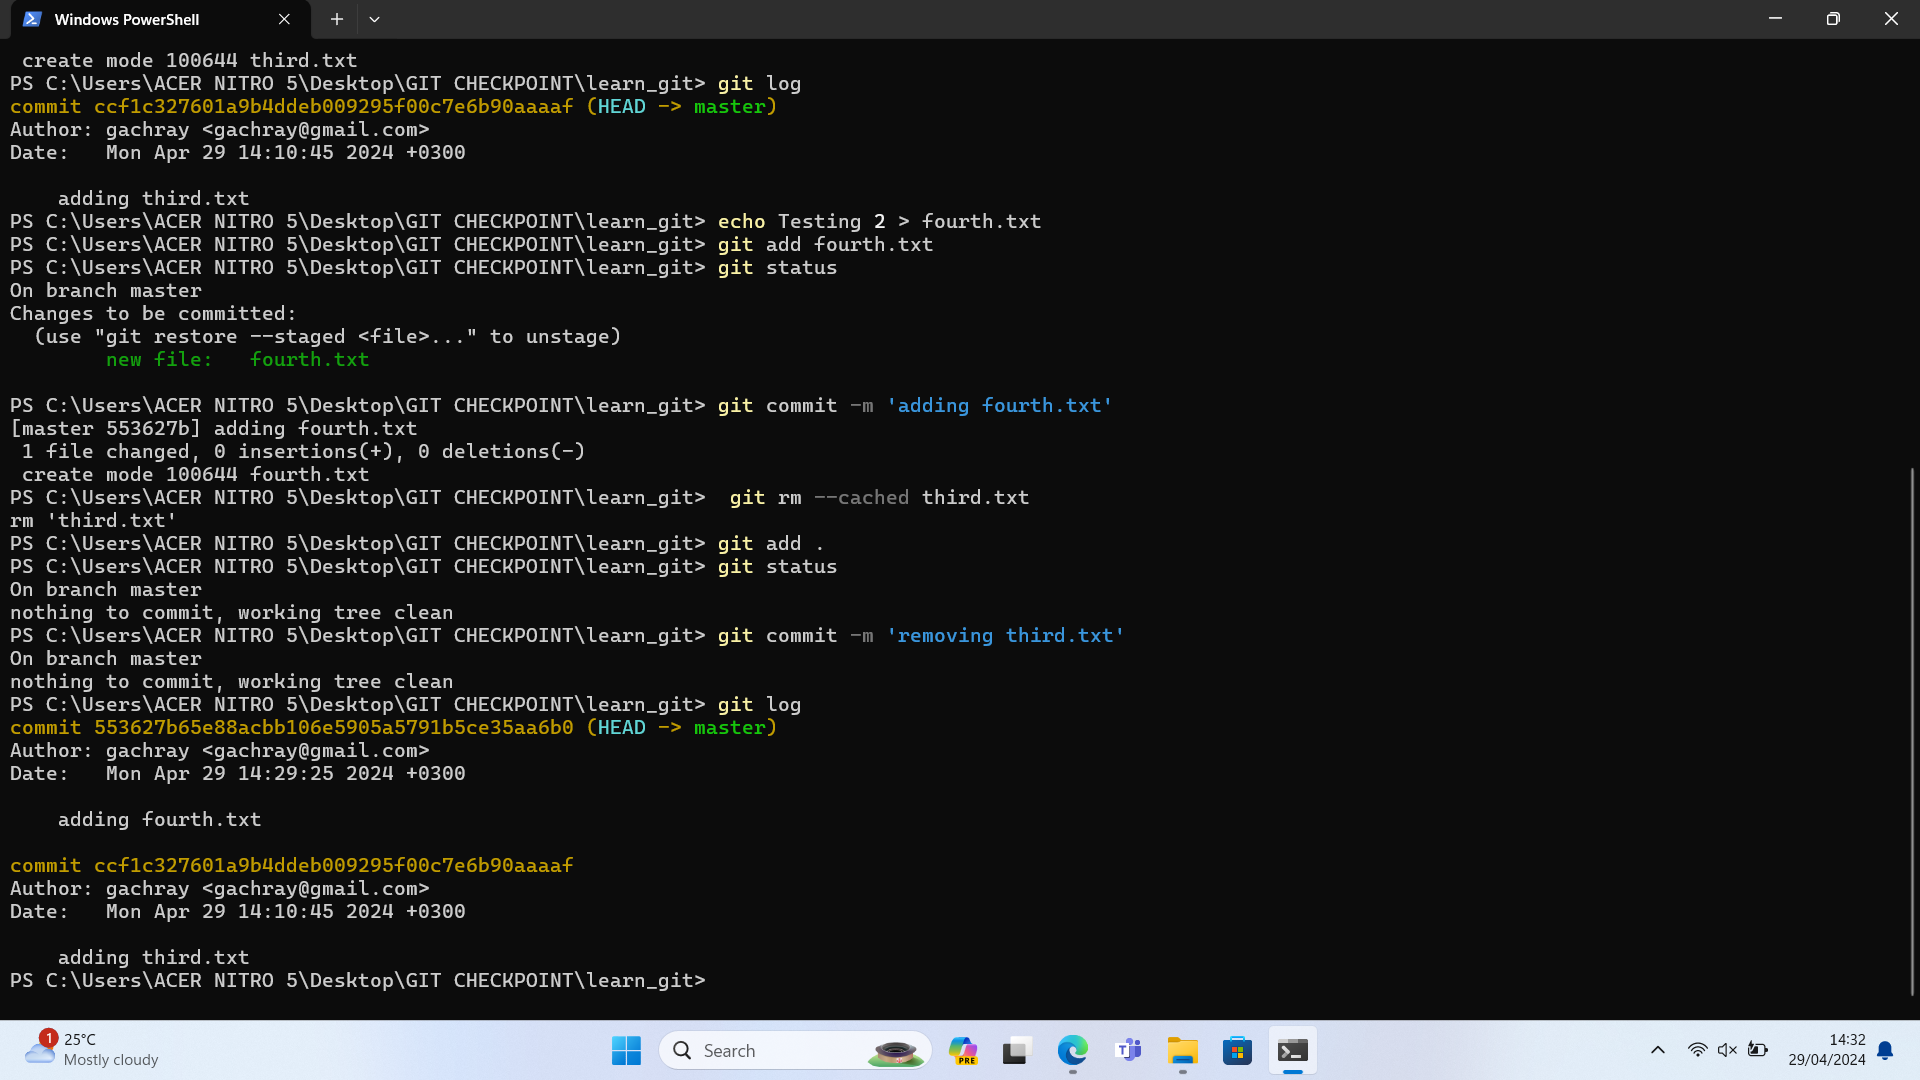 Windows PowerShell
 create mode 100644 third.txt
PS C:\Users\ACER NITRO 5\Desktop\GIT CHECKPOINT\learn_git> git log
commit ccf1c327601a9b4ddeb009295f00c7e6b90aaaaf (HEAD -> master)
Author: gachray <gachray@gmail.com>
Date:   Mon Apr 29 14:10:45 2024 +0300
    adding third.txt
PS C:\Users\ACER NITRO 5\Desktop\GIT CHECKPOINT\learn_git> echo Testing 2 > fourth.txt
PS C:\Users\ACER NITRO 5\Desktop\GIT CHECKPOINT\learn_git> git add fourth.txt
PS C:\Users\ACER NITRO 5\Desktop\GIT CHECKPOINT\learn_git> git status
On branch master
Changes to be committed:
  (use "git restore --staged <file>..." to unstage)
        new file:   fourth.txt
PS C:\Users\ACER NITRO 5\Desktop\GIT CHECKPOINT\learn_git> git commit -m 'adding fourth.txt'
[master 553627b] adding fourth.txt
 1 file changed, 0 insertions(+), 0 deletions(-)
 create mode 100644 fourth.txt
PS C:\Users\ACER NITRO 5\Desktop\GIT CHECKPOINT\learn_git>  git rm --cached third.txt
rm 'third.txt'
PS C:\Users\ACER NITRO 5\Desktop\GIT CHECKPOINT\learn_git> git add .
PS C:\Users\ACER NITRO 5\Desktop\GIT CHECKPOINT\learn_git> git status
On branch master
nothing to commit, working tree clean
PS C:\Users\ACER NITRO 5\Desktop\GIT CHECKPOINT\learn_git> git commit -m 'removing third.txt'
On branch master
nothing to commit, working tree clean
PS C:\Users\ACER NITRO 5\Desktop\GIT CHECKPOINT\learn_git> git log
commit 553627b65e88acbb106e5905a5791b5ce35aa6b0 (HEAD -> master)
Author: gachray <gachray@gmail.com>
Date:   Mon Apr 29 14:29:25 2024 +0300
    adding fourth.txt
commit ccf1c327601a9b4ddeb009295f00c7e6b90aaaaf
Author: gachray <gachray@gmail.com>
Date:   Mon Apr 29 14:10:45 2024 +0300
    adding third.txt
PS C:\Users\ACER NITRO 5\Desktop\GIT CHECKPOINT\learn_git>
1
25°C
Mostly cloudy
Search
PRE
T
14:32
29/04/2024